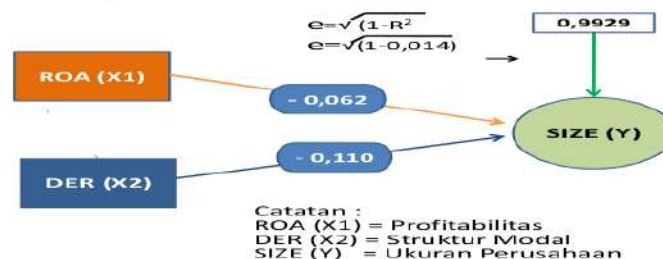 e=√(1-R²
e=√(1-0,014)
0,9929
ROA (X1)
- 0,062
SIZE (Y)
- 0,110
DER (X2)
Catatan :
ROA (X1) = Profitabilitas
DER (X2) = Struktur Modal
SIZE (Y) = Ukuran Perusahaan